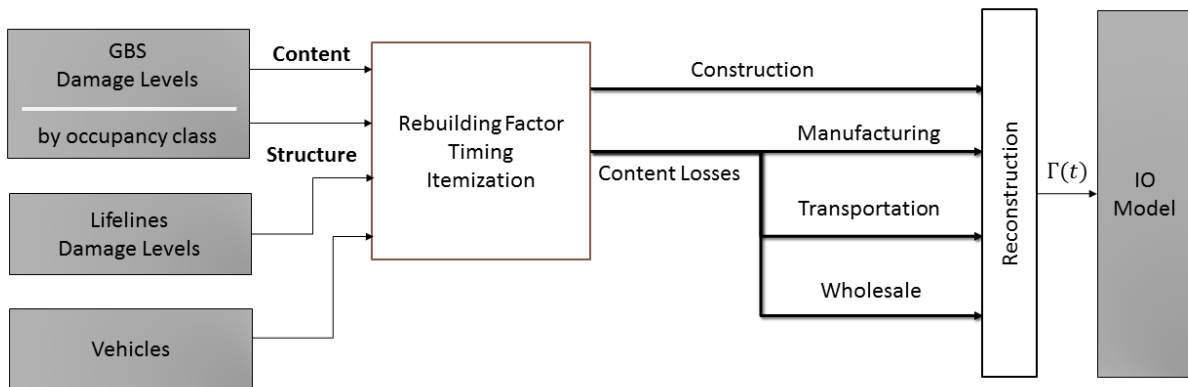 GBS
Damage Levels
by occupancy class
Content
Structure
Lifelines
Damage Levels
Vehicles
Rebuilding Factor
Timing
Itemization
Construction
Content Losses
Manufacturing
Transportation
Wholesale
Reconstruction
Γ(t)
IO
Model